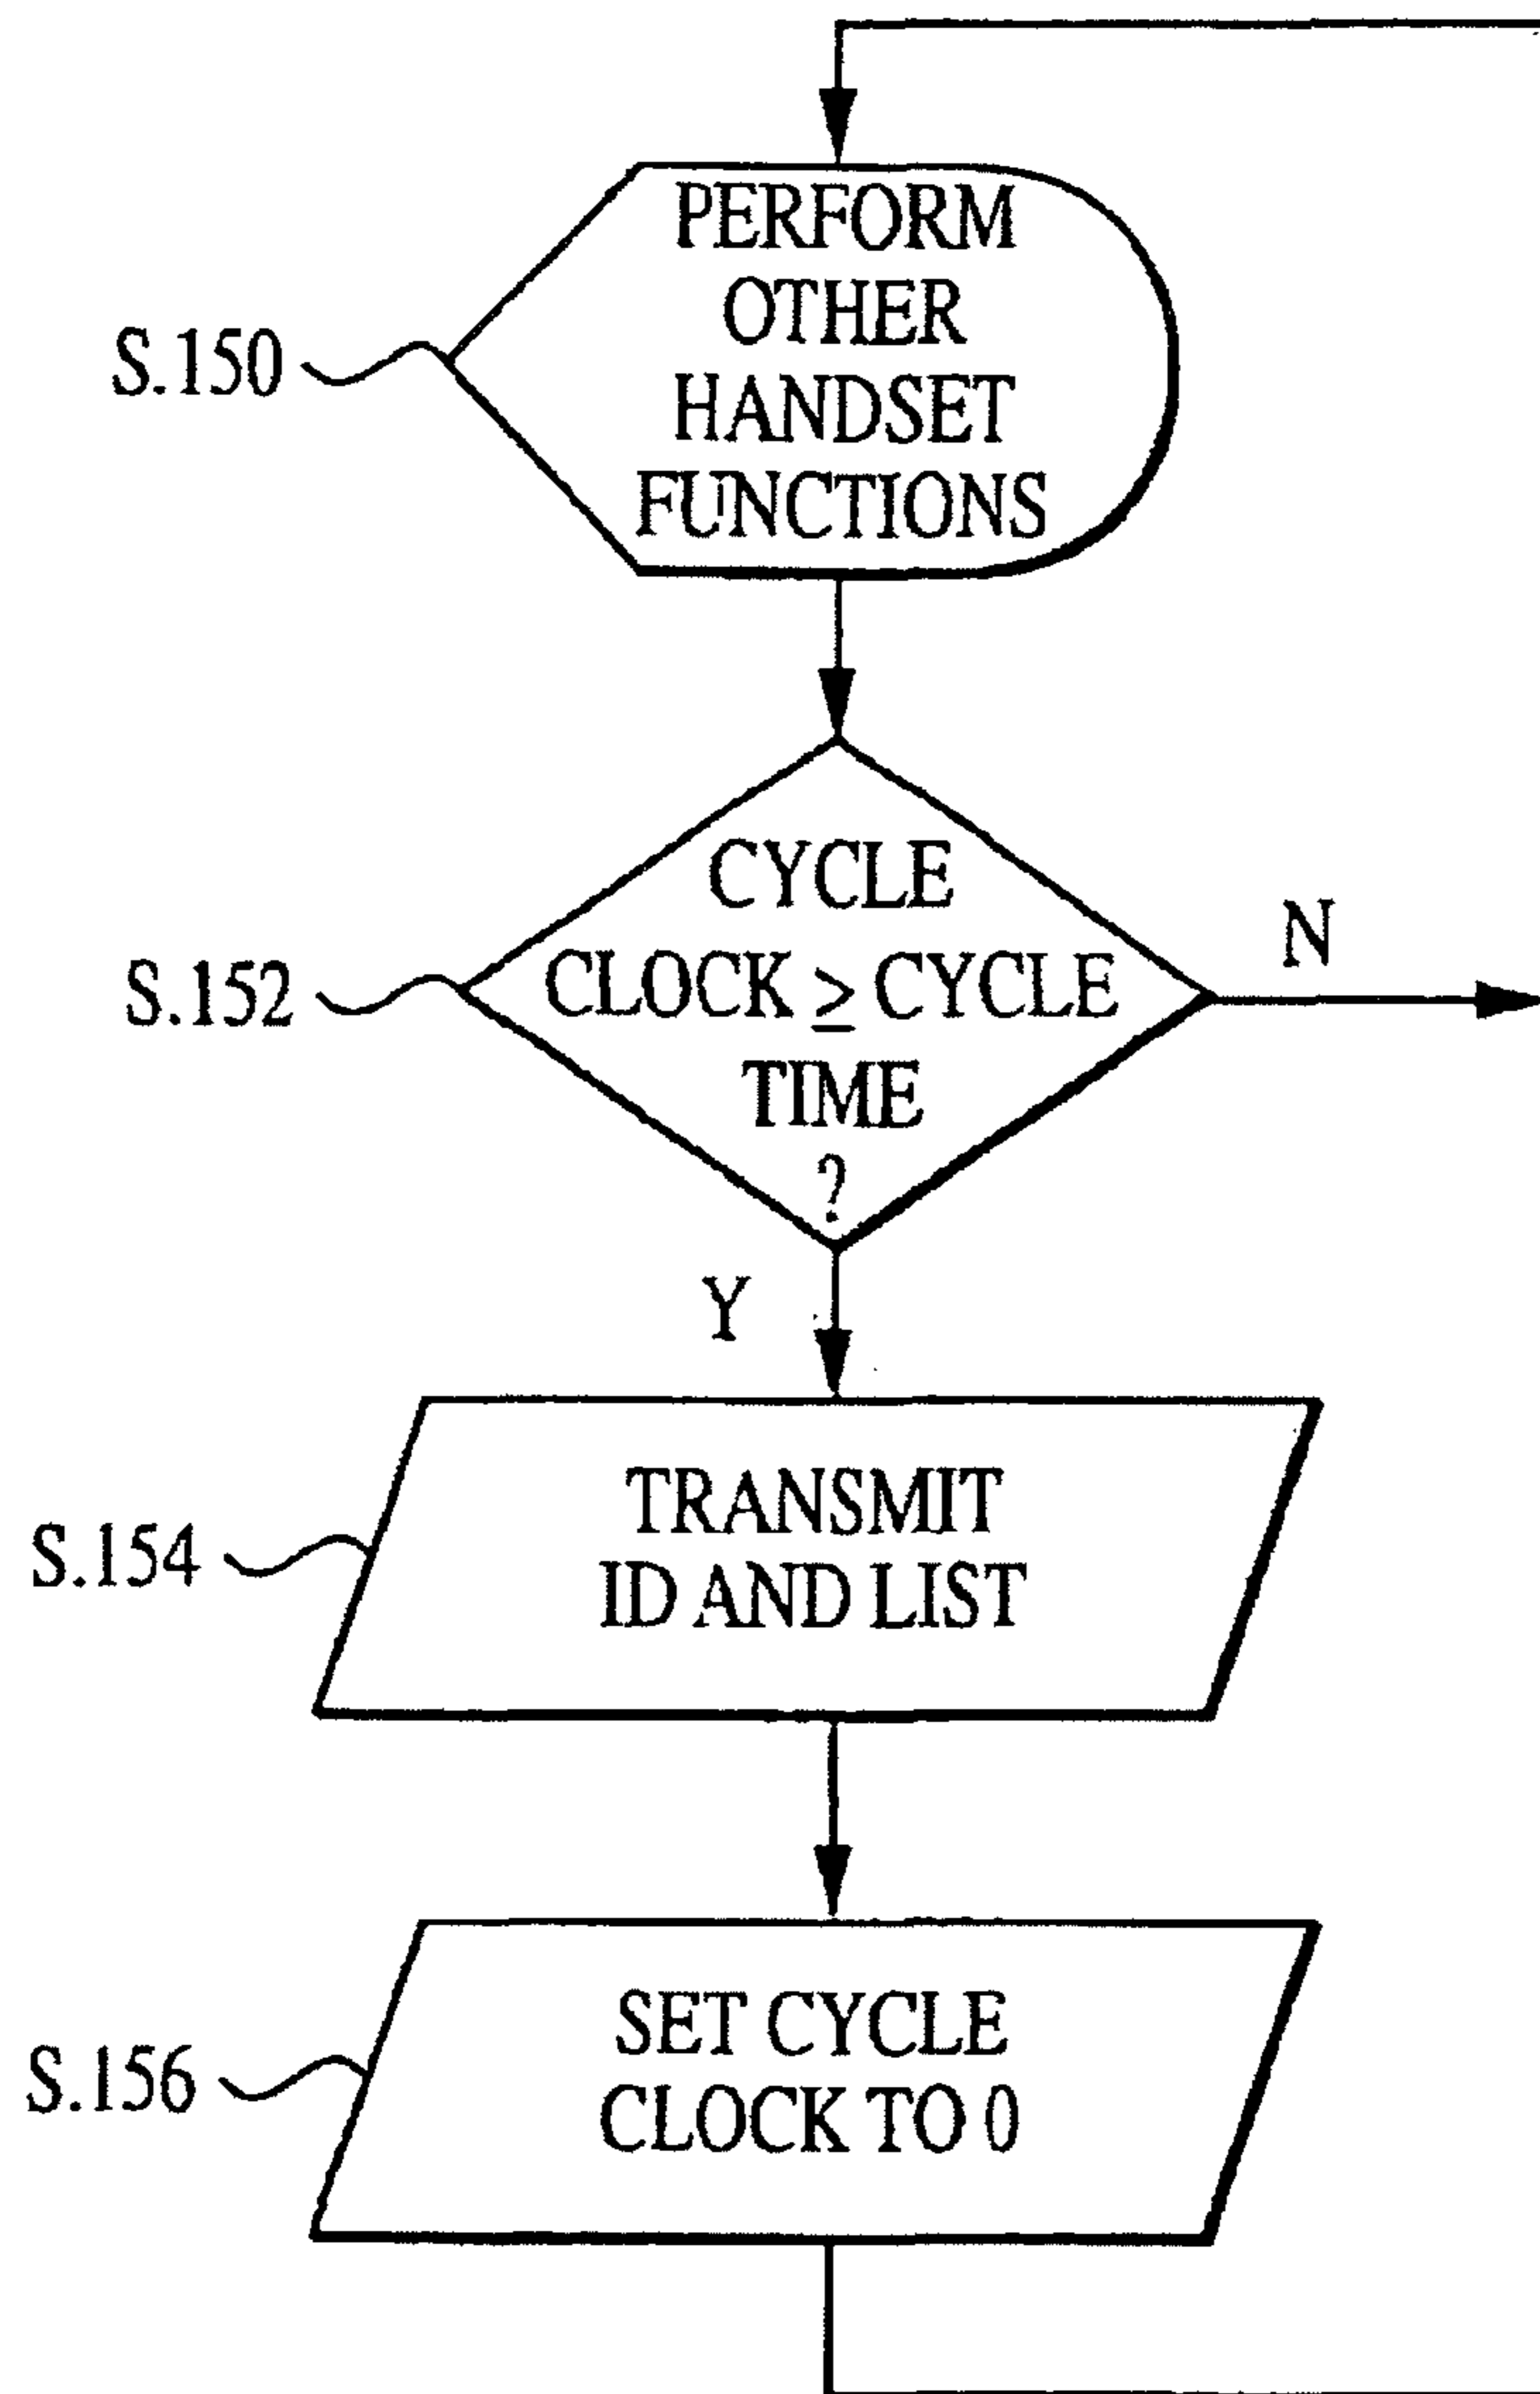 PERFORM
OTHER
HANDSET
FUNCTIONS
S.150
CYCLE
CLOCK ≥ CYCLE
TIME
?
S.152
N
Y
TRANSMIT
ID AND LIST
S.154
SET CYCLE
CLOCK TO 0
S.156